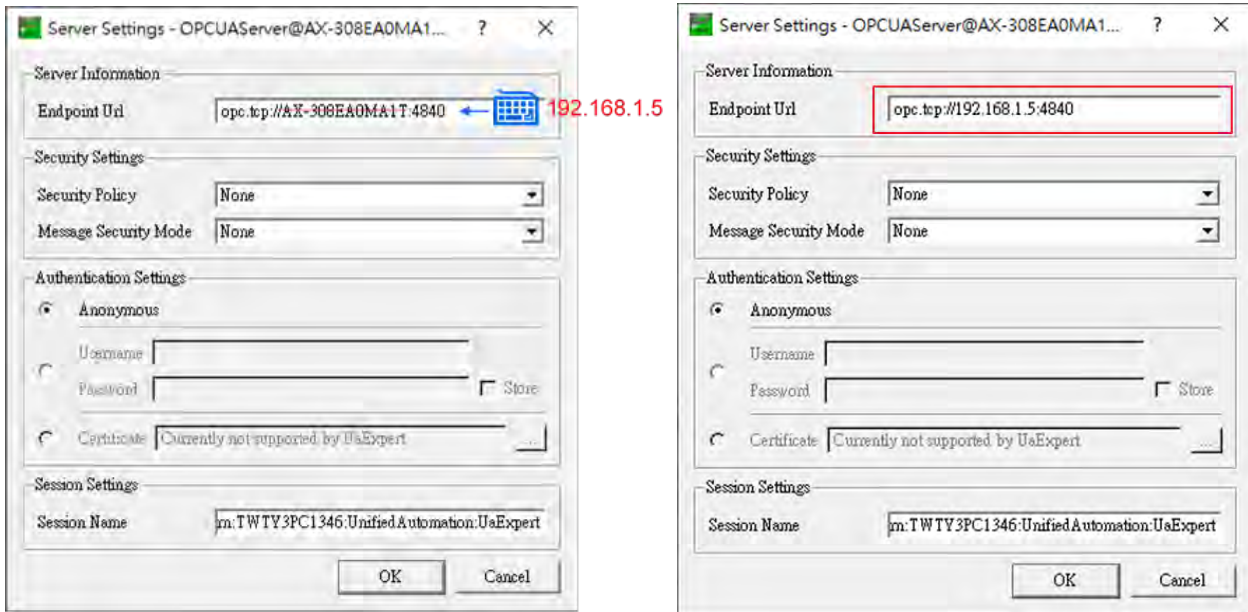 Server Settings - OPCUAServer@AX-308EA0MA1... ? ×
Server Information
Endpoint Url opc.tcp://AX-308EA0MA1T:4840 192.168.1.5
Security Settings
Security Policy None
Message Security Mode None
Authentication Settings
Anonymous
Username
Password Store
Certificate Currently not supported by UaExpert ...
Session Settings
Session Name rn:TWTY3PC1346:UnifiedAutomation:UaExpert
OK Cancel
Server Settings - OPCUAServer@AX-308EA0MA1... ? ×
Server Information
Endpoint Url opc.tcp://192.168.1.5:4840
Security Settings
Security Policy None
Message Security Mode None
Authentication Settings
Anonymous
Username
Password Store
Certificate Currently not supported by UaExpert ...
Session Settings
Session Name rn:TWTY3PC1346:UnifiedAutomation:UaExpert
OK Cancel